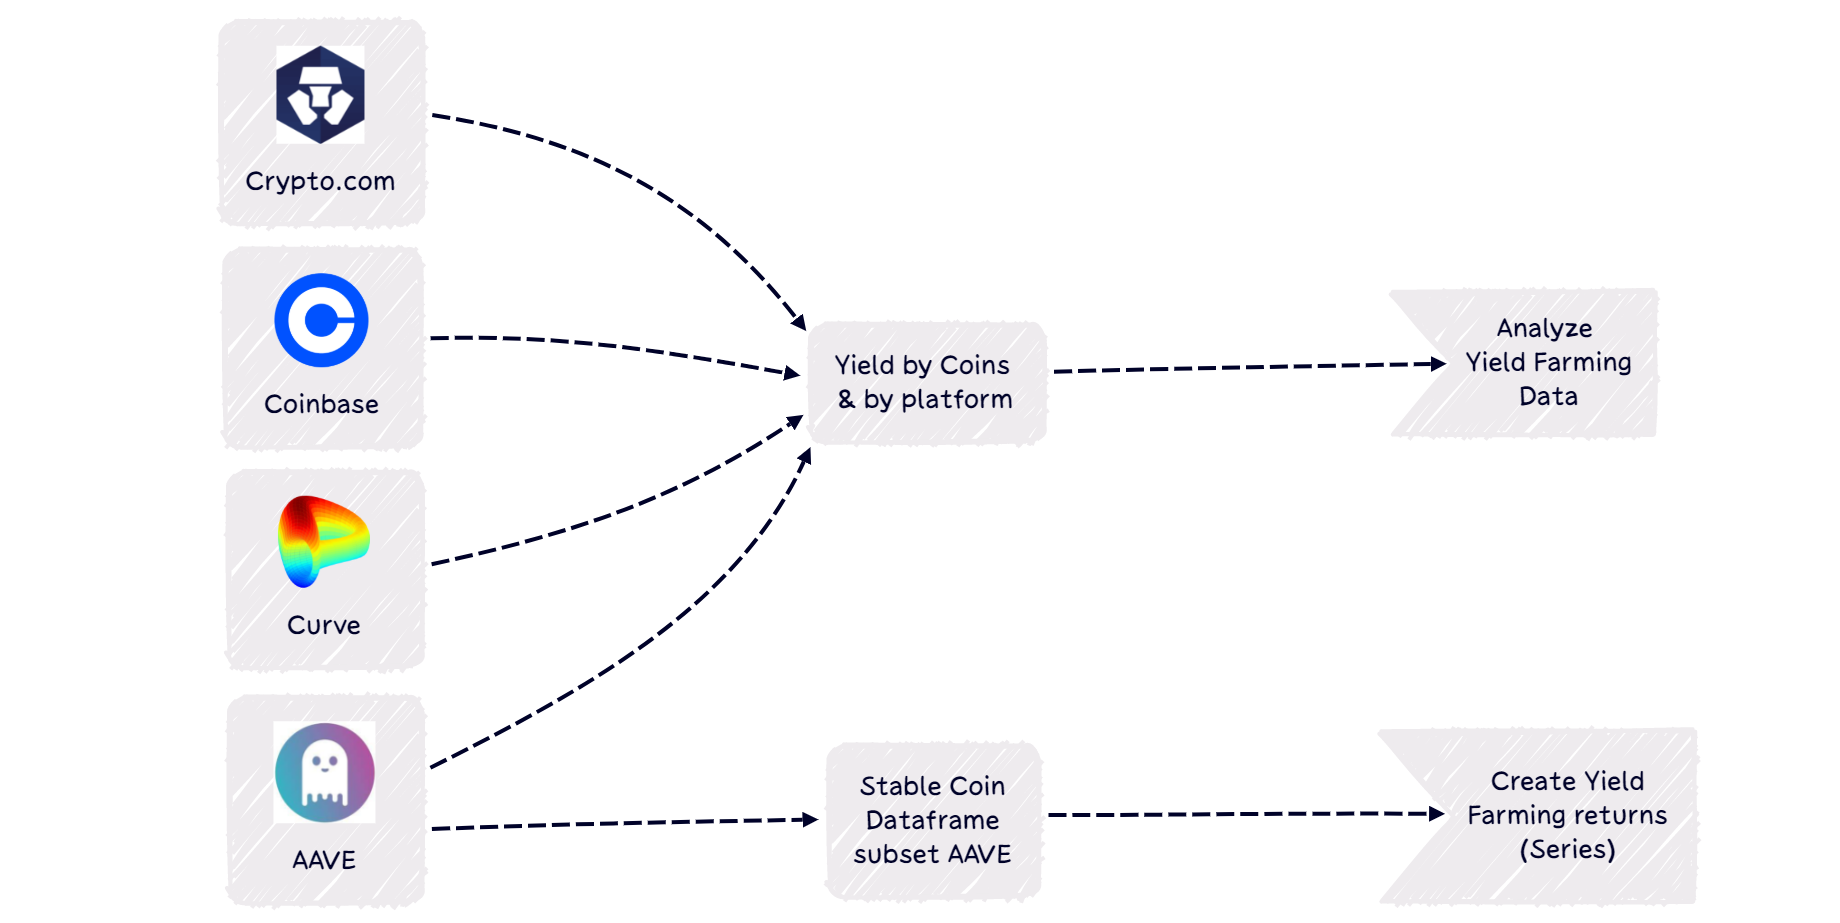 Crypto.com
Coinbase
Curve
AAVE
Yield by Coins
& by platform
Analyze
Yield Farming
Data
Stable Coin
Dataframe
subset AAVE
Create Yield
Farming returns
(Series)